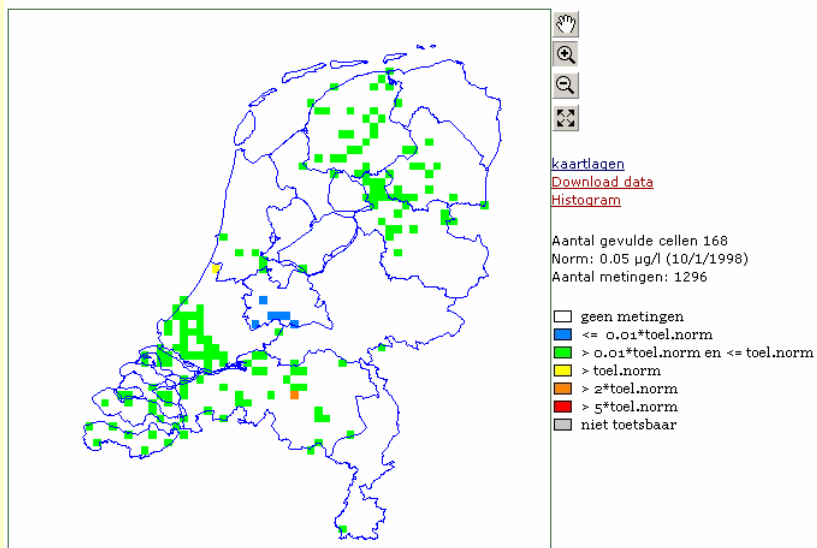 kaartlagen
Download data
Histogram
Aantal gevulde cellen 168
Norm: 0.05 µg/l (10/1/1998)
Aantal metingen: 1296
geen metingen
<= 0.01*toel.norm
> 0.01*toel.norm en <= toel.norm
> toel.norm
> 2*toel.norm
> 5*toel.norm
niet toetsbaar